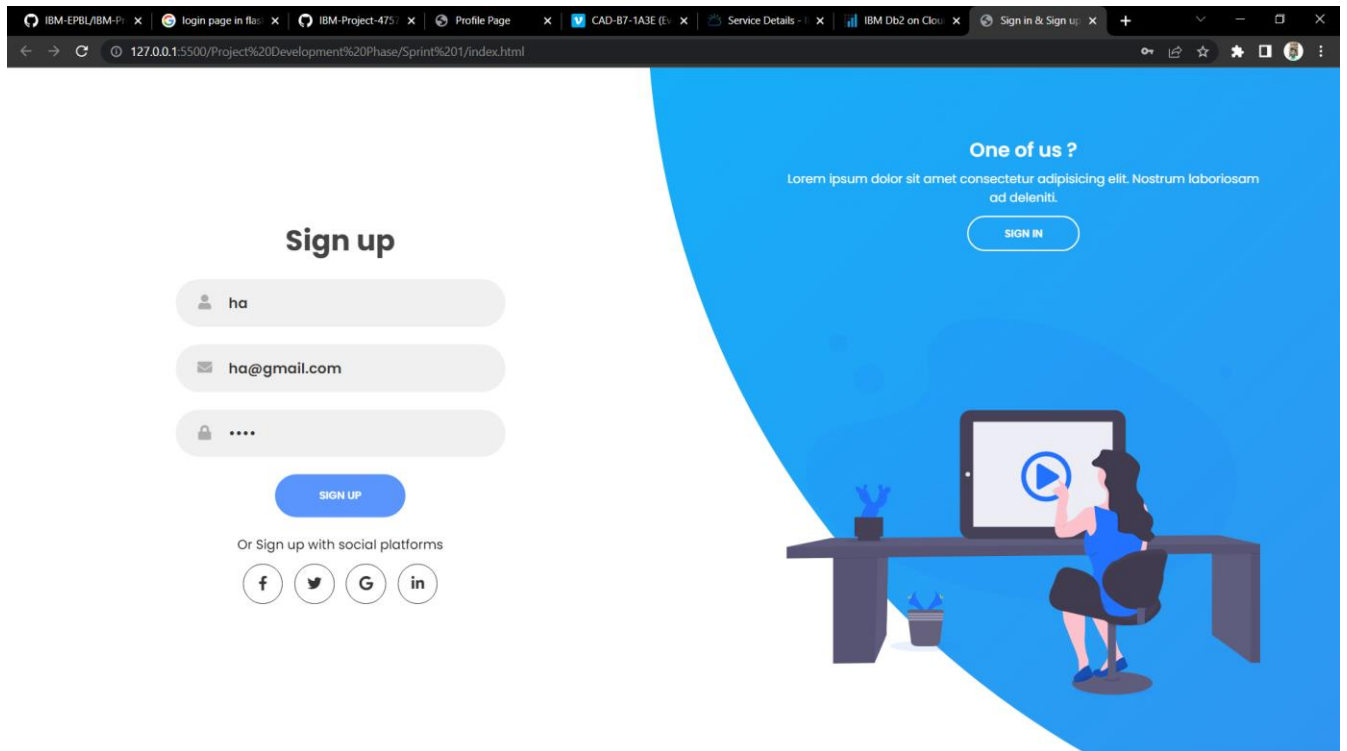 IBM-EPBL/IBM-Pr
login page in flas
IBM-Project-4757
Profile Page
CAD-B7-1A3E (Ev
Service Details - I
IBM Db2 on Clou
Sign in & Sign up
127.0.0.1:5500/Project%20Development%20Phase/Sprint%201/index.html
One of us ?
Lorem ipsum dolor sit amet consectetur adipisicing elit. Nostrum laboriosam
ad deleniti.
SIGN IN
Sign up
ha
ha@gmail.com
••••
SIGN UP
Or Sign up with social platforms